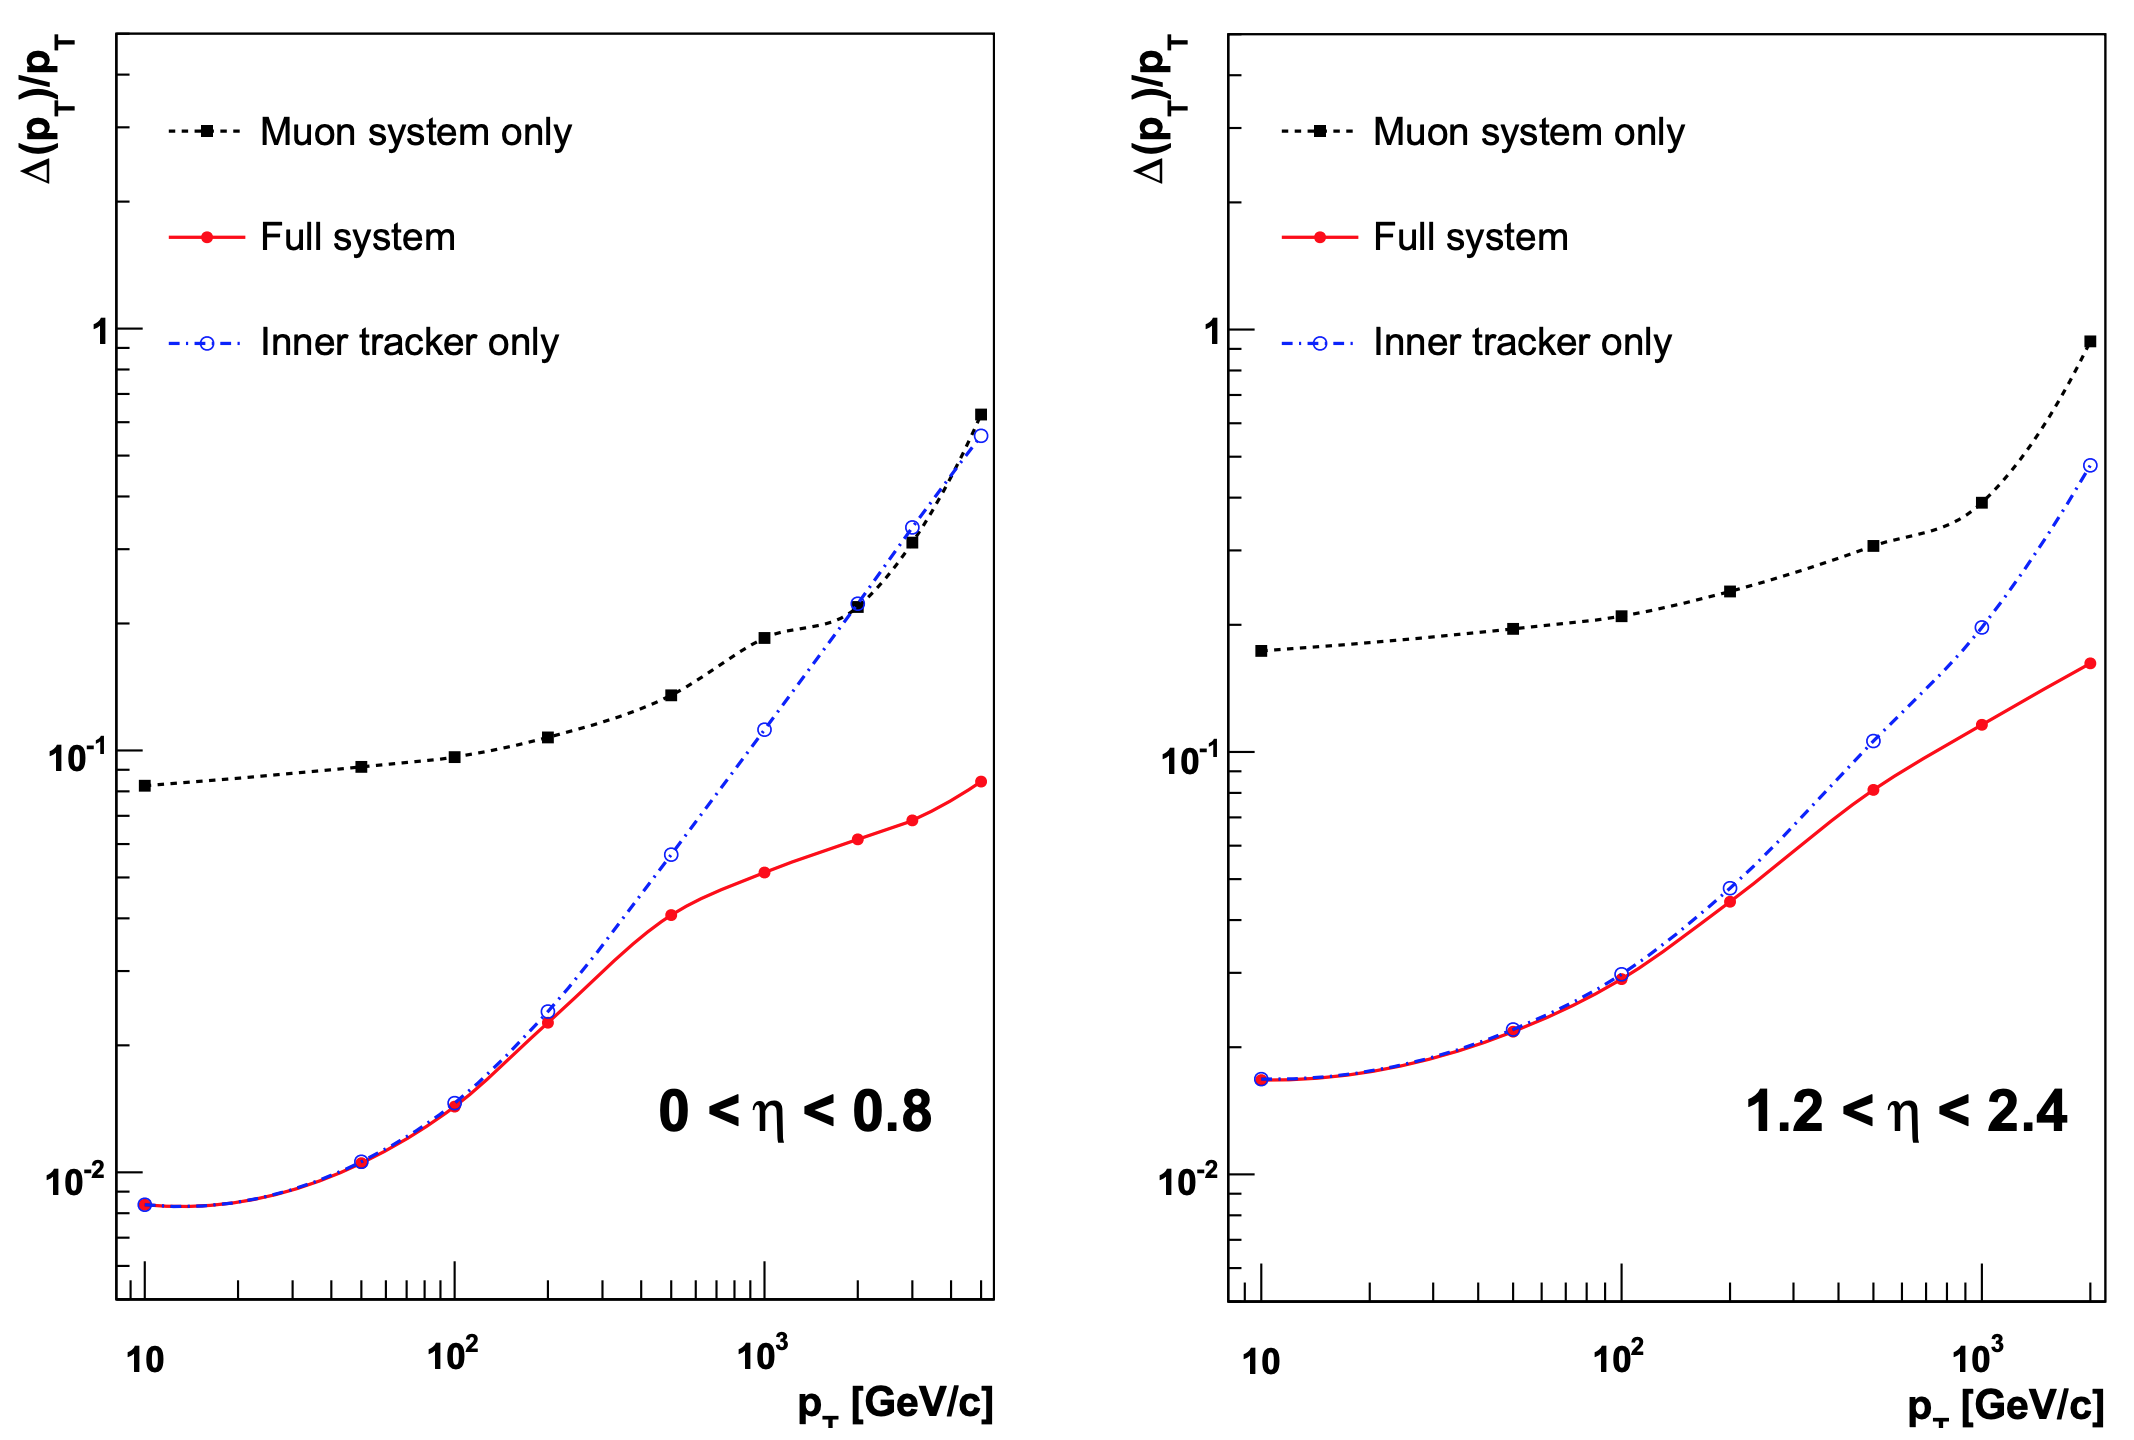 Δ(p_T)/p_T
Muon system only
Full system
Inner tracker only
1
10^-1
10^-2
0 < η < 0.8
10
10^2
10^3
p_T [GeV/c]
Δ(p_T)/p_T
Muon system only
Full system
Inner tracker only
1
10^-1
10^-2
1.2 < η < 2.4
10
10^2
10^3
p_T [GeV/c]